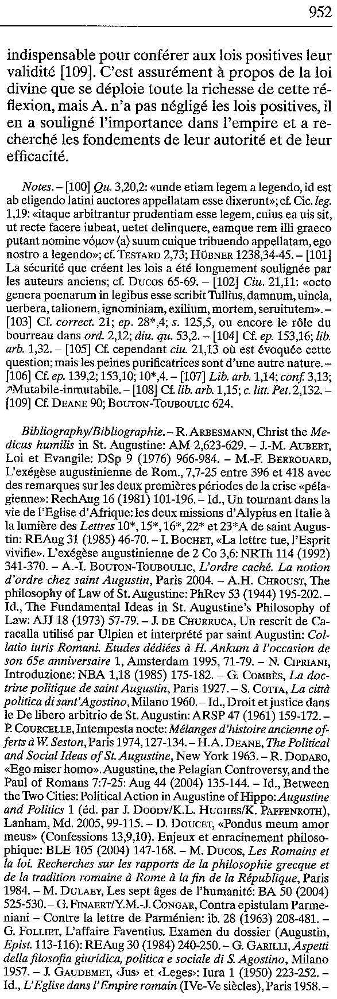 952
indispensable pour conférer aux lois positives leur
validité [109]. C'est assurément à propos de la loi
divine que se déploie toute la richesse de cette ré-
flexion, mais A. n'a pas négligé les lois positives, il
en a souligné l'importance dans l'empire et a re-
cherché les fondements de leur autorité et de leur
efficacité.
Notes. – [100] Qu. 3,20,2: «unde etiam legem a legendo, id est
ab eligendo latini auctores appellatam esse dixerunt»; cf. Cic. leg.
1,19: «itaque arbitrantur prudentiam esse legem, cuius ea uis sit,
ut recte facere iubeat, uetet delinquere, eamque rem illi graeco
putant nomine νόμον ⟨a⟩ suum cuique tribuendo appellatam, ego
nostro a legendo»; cf. TESTARD 2,73; HÜBNER 1238,34-45. – [101]
La sécurité que créent les lois a été longuement soulignée par
les auteurs anciens; cf. DUCOS 65-69. – [102] Ciu. 21,11: «octo
genera poenarum in legibus esse scribit Tullius, damnum, uincla,
uerbera, talionem, ignominiam, exilium, mortem, seruitutem». –
[103] Cf. correct. 21; ep. 28*,4; s. 125,5, ou encore le rôle du
bourreau dans ord. 2,12; diu. qu. 53,2. – [104] Cf. ep. 153,16; lib.
arb. 1,32. – [105] Cf. cependant ciu. 21,13 où est évoquée cette
question; mais les peines purificatrices sont d'une autre nature. –
[106] Cf. ep. 139,2; 153,10; 10*,4. – [107] Lib. arb. 1,14; conf. 3,13;
↗Mutabile-inmutabile. – [108] Cf. lib. arb. 1,15; c. litt. Pet. 2,132. –
[109] Cf. DEANE 90; BOUTON-TOUBOULIC 624.
Bibliography/Bibliographie. – R. ARBESMANN, Christ the Me-
dicus humilis in St. Augustine: AM 2,623-629. – J.-M. AUBERT,
Loi et Evangile: DSp 9 (1976) 966-984. – M.-F. BERROUARD,
L'exégèse augustinienne de Rom., 7,7-25 entre 396 et 418 avec
des remarques sur les deux premières périodes de la crise «péla-
gienne»: RechAug 16 (1981) 101-196. – Id., Un tournant dans la
vie de l'Eglise d'Afrique: les deux missions d'Alypius en Italie à
la lumière des Lettres 10*, 15*, 16*, 22* et 23*A de saint Augus-
tin: REAug 31 (1985) 46-70. – I. BOCHET, «La lettre tue, l'Esprit
vivifie». L'exégèse augustinienne de 2 Co 3,6: NRTh 114 (1992)
341-370. – A.-I. BOUTON-TOUBOULIC, L'ordre caché. La notion
d'ordre chez saint Augustin, Paris 2004. – A.H. CHROUST, The
philosophy of Law of St. Augustine: PhRev 53 (1944) 195-202. –
Id., The Fundamental Ideas in St. Augustine's Philosophy of
Law: AJJ 18 (1973) 57-79. – J. DE CHURRUCA, Un rescrit de Ca-
racalla utilisé par Ulpien et interprété par saint Augustin: Col-
latio iuris Romani. Etudes dédiées à H. Ankum à l'occasion de
son 65e anniversaire 1, Amsterdam 1995, 71-79. – N. CIPRIANI,
Introduzione: NBA 1,18 (1985) 175-182. – G. COMBÈS, La doc-
trine politique de saint Augustin, Paris 1927. – S. COTTA, La città
politica di sant'Agostino, Milano 1960. – Id., Droit et justice dans
le De libero arbitrio de St. Augustin: ARSP 47 (1961) 159-172. –
P. COURCELLE, Intempesta nocte: Mélanges d'histoire ancienne of-
ferts à W. Seston, Paris 1974, 127-134. – H.A. DEANE, The Political
and Social Ideas of St. Augustine, New York 1963. – R. DODARO,
«Ego miser homo». Augustine, the Pelagian Controversy, and the
Paul of Romans 7:7-25: Aug 44 (2004) 135-144. – Id., Between
the Two Cities: Political Action in Augustine of Hippo: Augustine
and Politics 1 (éd. par J. DOODY/K.L. HUGHES/K. PAFFENROTH),
Lanham, Md. 2005, 99-115. – D. DOUCET, «Pondus meum amor
meus» (Confessions 13,9,10). Enjeux et enracinement philoso-
phique: BLE 105 (2004) 147-168. – M. DUCOS, Les Romains et
la loi. Recherches sur les rapports de la philosophie grecque et
de la tradition romaine à Rome à la fin de la République, Paris
1984. – M. DULAEY, Les sept âges de l'humanité: BA 50 (2004)
525-530. – G. FINAERT/Y.M.-J. CONGAR, Contra epistulam Parme-
niani – Contre la lettre de Parménien: ib. 28 (1963) 208-481. –
G. FOLLIET, L'affaire Faventius. Examen du dossier (Augustin,
Epist. 113-116): REAug 30 (1984) 240-250. – G. GARILLI, Aspetti
della filosofia giuridica, politica e sociale di S. Agostino, Milano
1957. – J. GAUDEMET, ‹Jus› et ‹Leges›: Iura 1 (1950) 223-252. –
Id., L'Eglise dans l'Empire romain (IVe-Ve siècles), Paris 1958. –